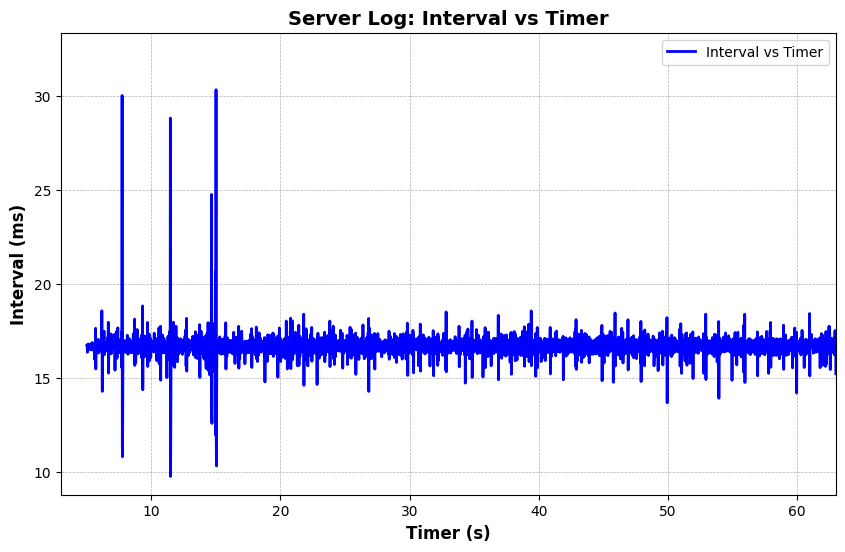 Server Log: Interval vs Timer
Interval vs Timer
Interval (ms)
30
25
20
15
10
10 20 30 40 50 60
Timer (s)